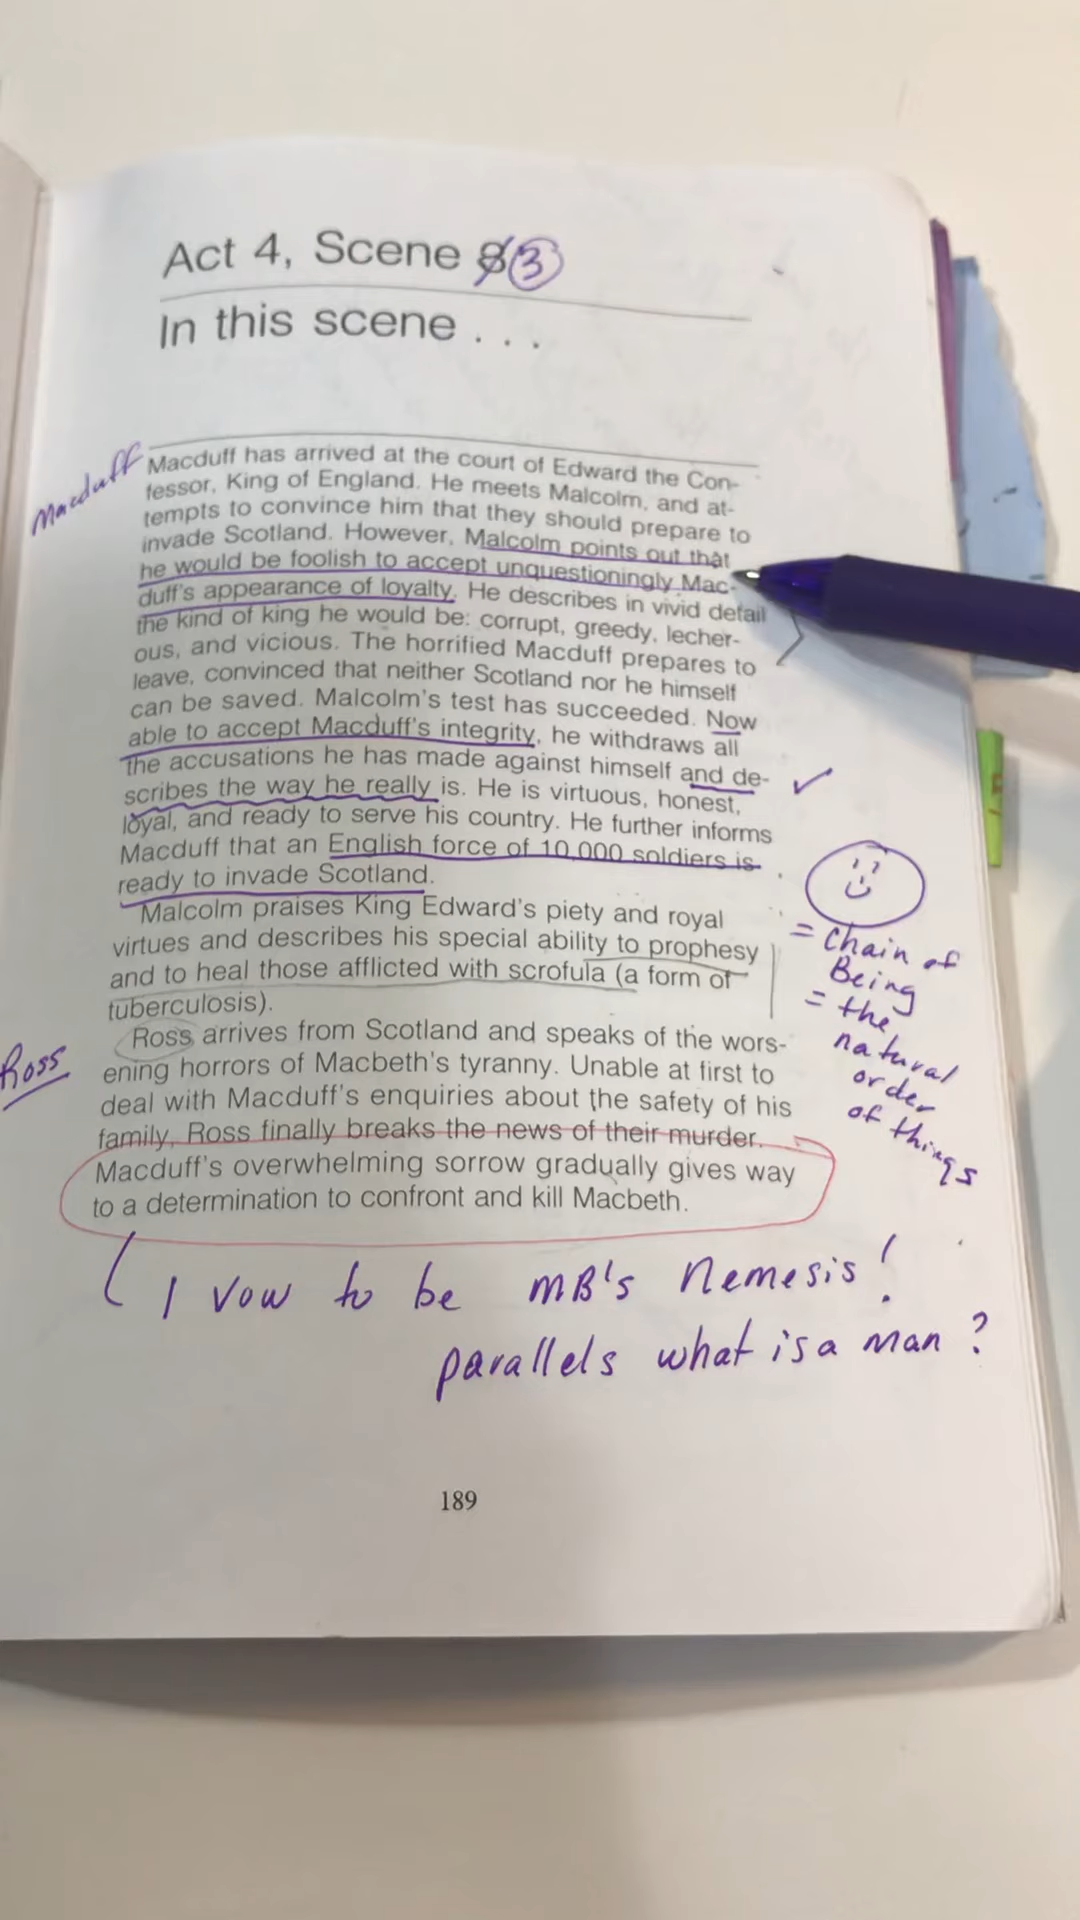 Act 4, Scene 8 3
In this scene . . .
Macduff
Macduff has arrived at the court of Edward the Con-
fessor, King of England. He meets Malcolm, and at-
tempts to convince him that they should prepare to
invade Scotland. However, Malcolm points out that
he would be foolish to accept unquestioningly Mac-
duff's appearance of loyalty. He describes in vivid detail
the kind of king he would be: corrupt, greedy, lecher-
ous, and vicious. The horrified Macduff prepares to
leave, convinced that neither Scotland nor he himself
can be saved. Malcolm's test has succeeded. Now
able to accept Macduff's integrity, he withdraws all
the accusations he has made against himself and de-
scribes the way he really is. He is virtuous, honest,
loyal, and ready to serve his country. He further informs
Macduff that an English force of 10,000 soldiers is
ready to invade Scotland.
Malcolm praises King Edward's piety and royal
virtues and describes his special ability to prophesy
and to heal those afflicted with scrofula (a form of
tuberculosis).
= Chain of
Being
= the
natural
order
of things
Ross
Ross arrives from Scotland and speaks of the wors-
ening horrors of Macbeth's tyranny. Unable at first to
deal with Macduff's enquiries about the safety of his
family, Ross finally breaks the news of their murder.
Macduff's overwhelming sorrow gradually gives way
to a determination to confront and kill Macbeth.
I vow to be MB's nemesis!
parallels what is a man?
189